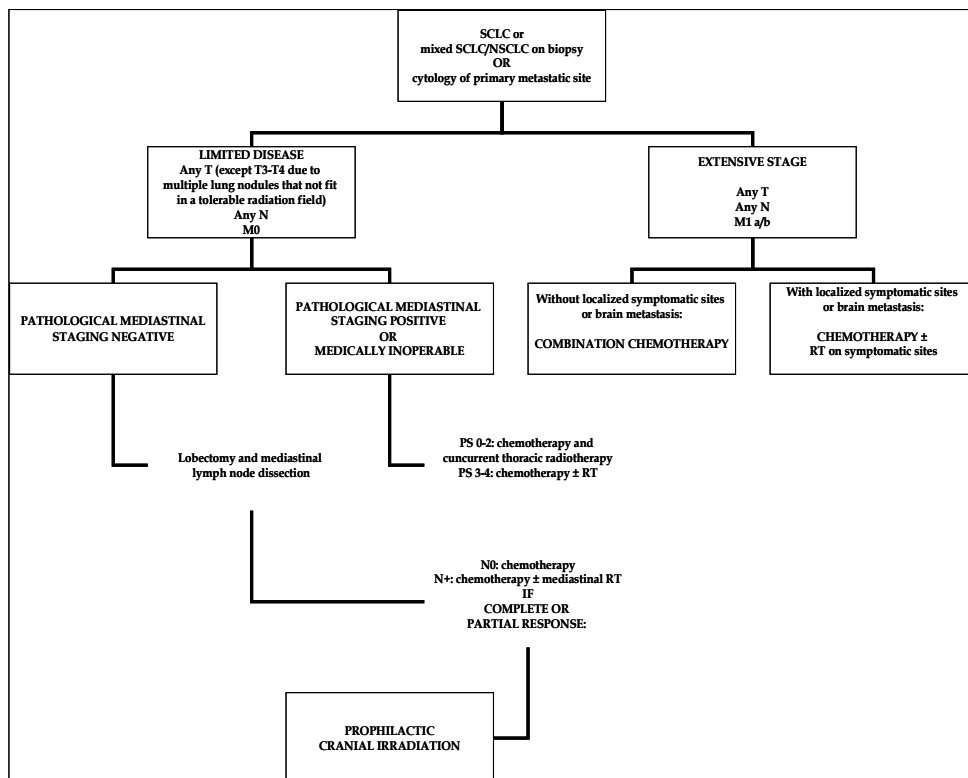 SCLC or
mixed SCLC/NSCLC on biopsy
OR
cytology of primary metastatic site
LIMITED DISEASE
Any T (except T3-T4 due to
multiple lung nodules that not fit
in a tolerable radiation field)
Any N
M0
EXTENSIVE STAGE
Any T
Any N
M1 a/b
PATHOLOGICAL MEDIASTINAL
STAGING NEGATIVE
PATHOLOGICAL MEDIASTINAL
STAGING POSITIVE
OR
MEDICALLY INOPERABLE
Without localized symptomatic sites
or brain metastasis:
COMBINATION CHEMOTHERAPY
With localized symptomatic sites
or brain metastasis:
CHEMOTHERAPY ±
RT on symptomatic sites
Lobectomy and mediastinal
lymph node dissection
PS 0-2: chemotherapy and
cuncurrent thoracic radiotherapy
PS 3-4: chemotherapy ± RT
N0: chemotherapy
N+: chemotherapy ± mediastinal RT
IF
COMPLETE OR
PARTIAL RESPONSE:
PROPHILACTIC
CRANIAL IRRADIATION